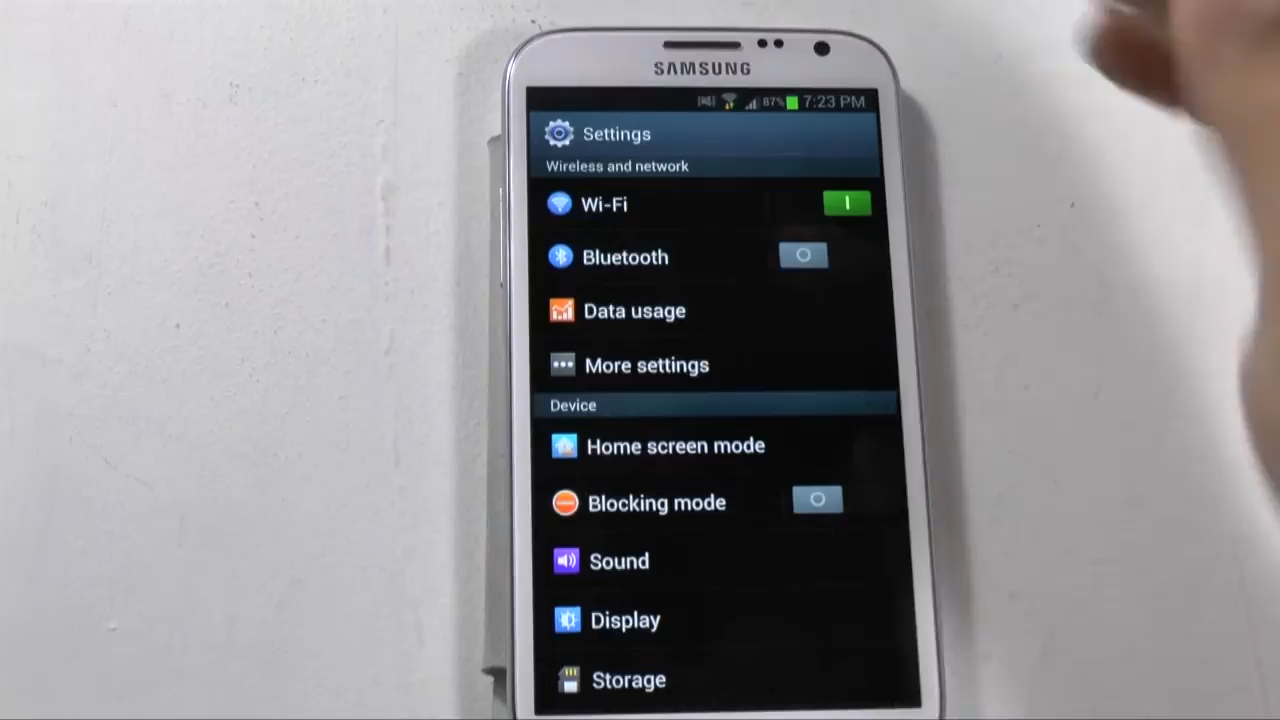 SAMSUNG
87% 7:23 PM
Settings
Wireless and network
Wi-Fi
Bluetooth
Data usage
More settings
Device
Home screen mode
Blocking mode
Sound
Display
Storage